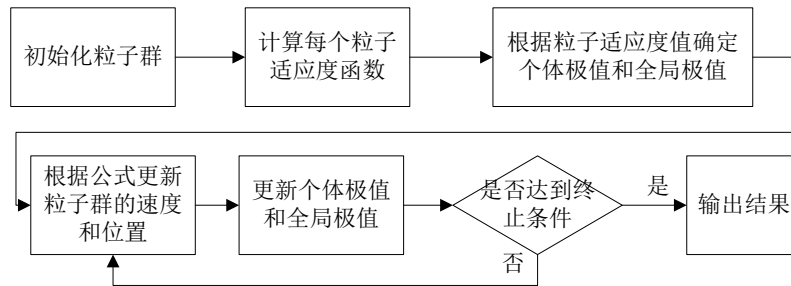 初始化粒子群
计算每个粒子
适应度函数
根据粒子适应度值确定
个体极值和全局极值
根据公式更新
粒子群的速度
和位置
更新个体极值
和全局极值
是否达到终
止条件
是
输出结果
否